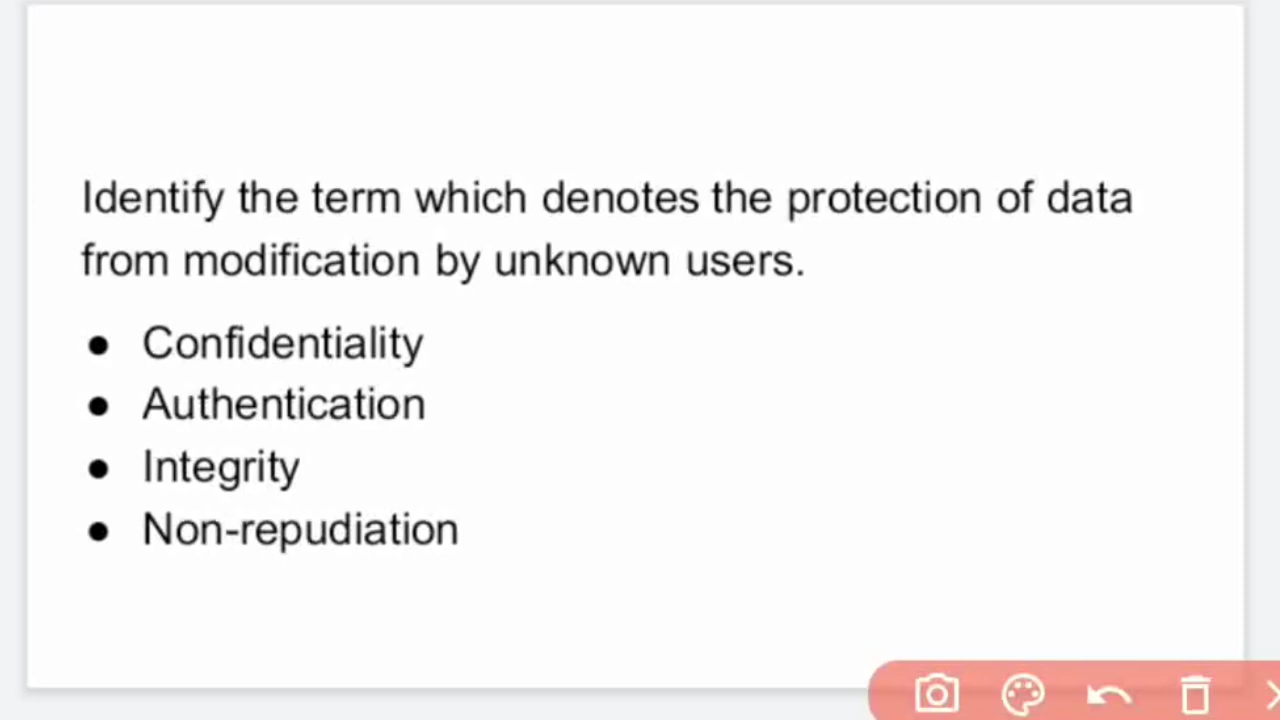 Identify the term which denotes the protection of data
from modification by unknown users.
● Confidentiality
● Authentication
● Integrity
● Non-repudiation